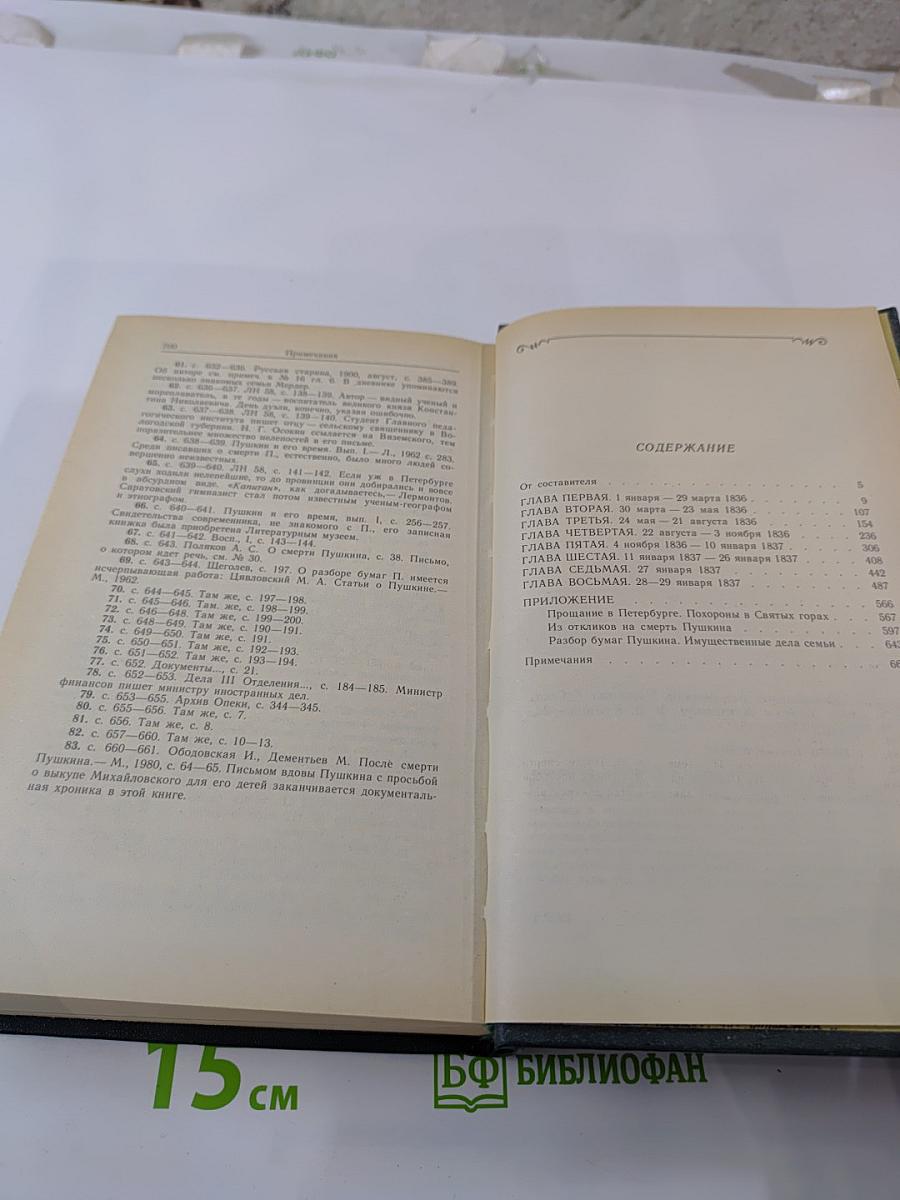 700
Примечания
61. с. 632—636. Русская старина, 1900, август, с. 385—389.
Об авторе см. примеч. к № 16 гл. 6. В дневнике упоминаются
несколько знакомых семьи Мердер.
62. с. 636—637. ЛН 58, с. 138—139. Автор — видный ученый и
мореплаватель, в те годы — воспитатель великого князя Констан-
тина Николаевича. День дуэли, конечно, указан ошибочно.
63. с. 637—638. ЛН 58, с. 139—140. Студент Главного педа-
гогического института пишет отцу — сельскому священнику в Во-
логодской губернии. Н. Г. Осокин ссылается на Вяземского, тем
поразительнее множество нелепостей в его письме.
64. с. 638—639. Пушкин и его время. Вып. I.— Л., 1962 с. 283.
Среди писавших о смерти П., естественно, было много людей со-
вершенно неизвестных.
65. с. 639—640. ЛН 58, с. 141—142. Если уж в Петербурге
слухи ходили нелепейшие, то до провинции они добирались и вовсе
в абсурдном виде. «Капитан», как догадываетесь,— Лермонтов.
Саратовский гимназист стал потом известным ученым-географом
и этнографом.
66. с. 640—641. Пушкин и его время, вып. I, с. 256—257.
Свидетельства современника, не знакомого с П., его записная
книжка была приобретена Литературным музеем.
67. с. 641—642. Восп., I, с. 143—144.
68. с. 643. Поляков А. С. О смерти Пушкина, с. 38. Письмо,
о котором идет речь, см. № 30.
69. с. 643—644. Щеголев, с. 197. О разборе бумаг П. имеется
исчерпывающая работа: Цявловский М. А. Статьи о Пушкине.—
М., 1962.
70. с. 644—645. Там же, с. 197—198.
71. с. 645—646. Там. же, с. 198—199.
72. с. 646—648. Там же, с. 199—200.
73. с. 648—649. Там же, с. 190—191.
74. с. 649—650. Там же, с. 191.
75. с. 650—651. Там же, с. 192—193.
76. с. 651—652. Там же, с. 193—194.
77. с. 652. Документы..., с. 21.
78. с. 652—653. Дела III Отделения..., с. 184—185. Министр
финансов пишет министру иностранных дел.
79. с. 653—655. Архив Опеки, с. 344—345.
80. с. 655—656. Там же, с. 7.
81. с. 656. Там же, с. 8.
82. с. 657—660. Там же, с. 10—13.
83. с. 660—661. Ободовская И., Дементьев М. После смерти
Пушкина.— М., 1980, с. 64—65. Письмом вдовы Пушкина с просьбой
о выкупе Михайловского для его детей заканчивается документаль-
ная хроника в этой книге.
СОДЕРЖАНИЕ
От составителя . . . 5
ГЛАВА ПЕРВАЯ. 1 января — 29 марта 1836 . . . 9
ГЛАВА ВТОРАЯ. 30 марта — 23 мая 1836 . . . 107
ГЛАВА ТРЕТЬЯ. 24 мая — 21 августа 1836 . . . 154
ГЛАВА ЧЕТВЕРТАЯ. 22 августа — 3 ноября 1836 . . . 236
ГЛАВА ПЯТАЯ. 4 ноября 1836 — 10 января 1837 . . . 306
ГЛАВА ШЕСТАЯ. 11 января 1837 — 26 января 1837 . . . 408
ГЛАВА СЕДЬМАЯ. 27 января 1837 . . . 442
ГЛАВА ВОСЬМАЯ. 28—29 января 1837 . . . 487
ПРИЛОЖЕНИЕ . . . 566
Прощание в Петербурге. Похороны в Святых горах . . . 567
Из откликов на смерть Пушкина . . . 597
Разбор бумаг Пушкина. Имущественные дела семьи . . . 643
Примечания . . . 66
15 см
БФ БИБЛИОФАН